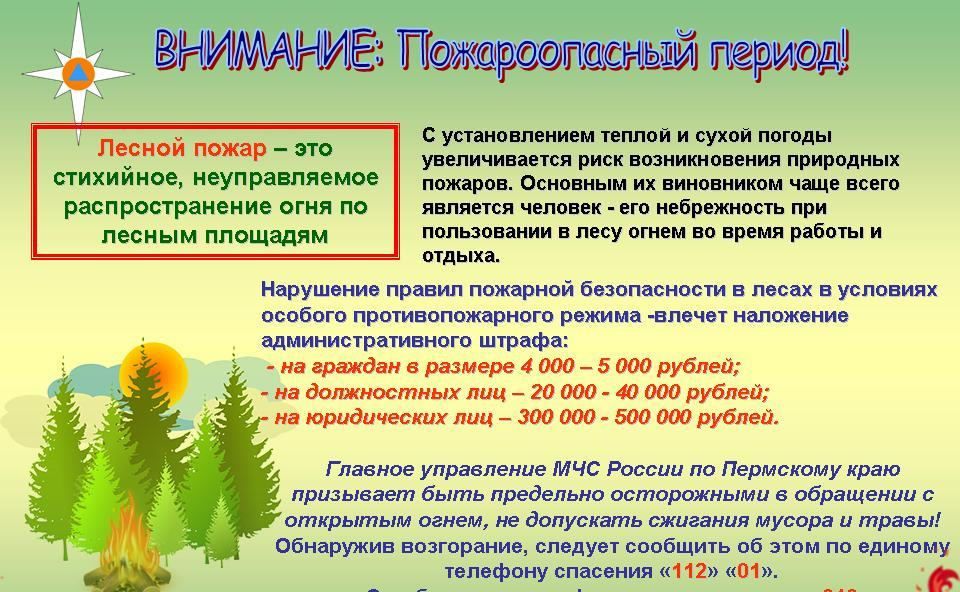 ВНИМАНИЕ: Пожароопасный период!
Лесной пожар – это
стихийное, неуправляемое
распространение огня по
лесным площадям
С установлением теплой и сухой погоды
увеличивается риск возникновения природных
пожаров. Основным их виновником чаще всего
является человек - его небрежность при
пользовании в лесу огнем во время работы и
отдыха.
Нарушение правил пожарной безопасности в лесах в условиях
особого противопожарного режима -влечет наложение
административного штрафа:
- на граждан в размере 4 000 – 5 000 рублей;
- на должностных лиц – 20 000 - 40 000 рублей;
- на юридических лиц – 300 000 - 500 000 рублей.
Главное управление МЧС России по Пермскому краю
призывает быть предельно осторожными в обращении с
открытым огнем, не допускать сжигания мусора и травы!
Обнаружив возгорание, следует сообщить об этом по единому
телефону спасения «112» «01».